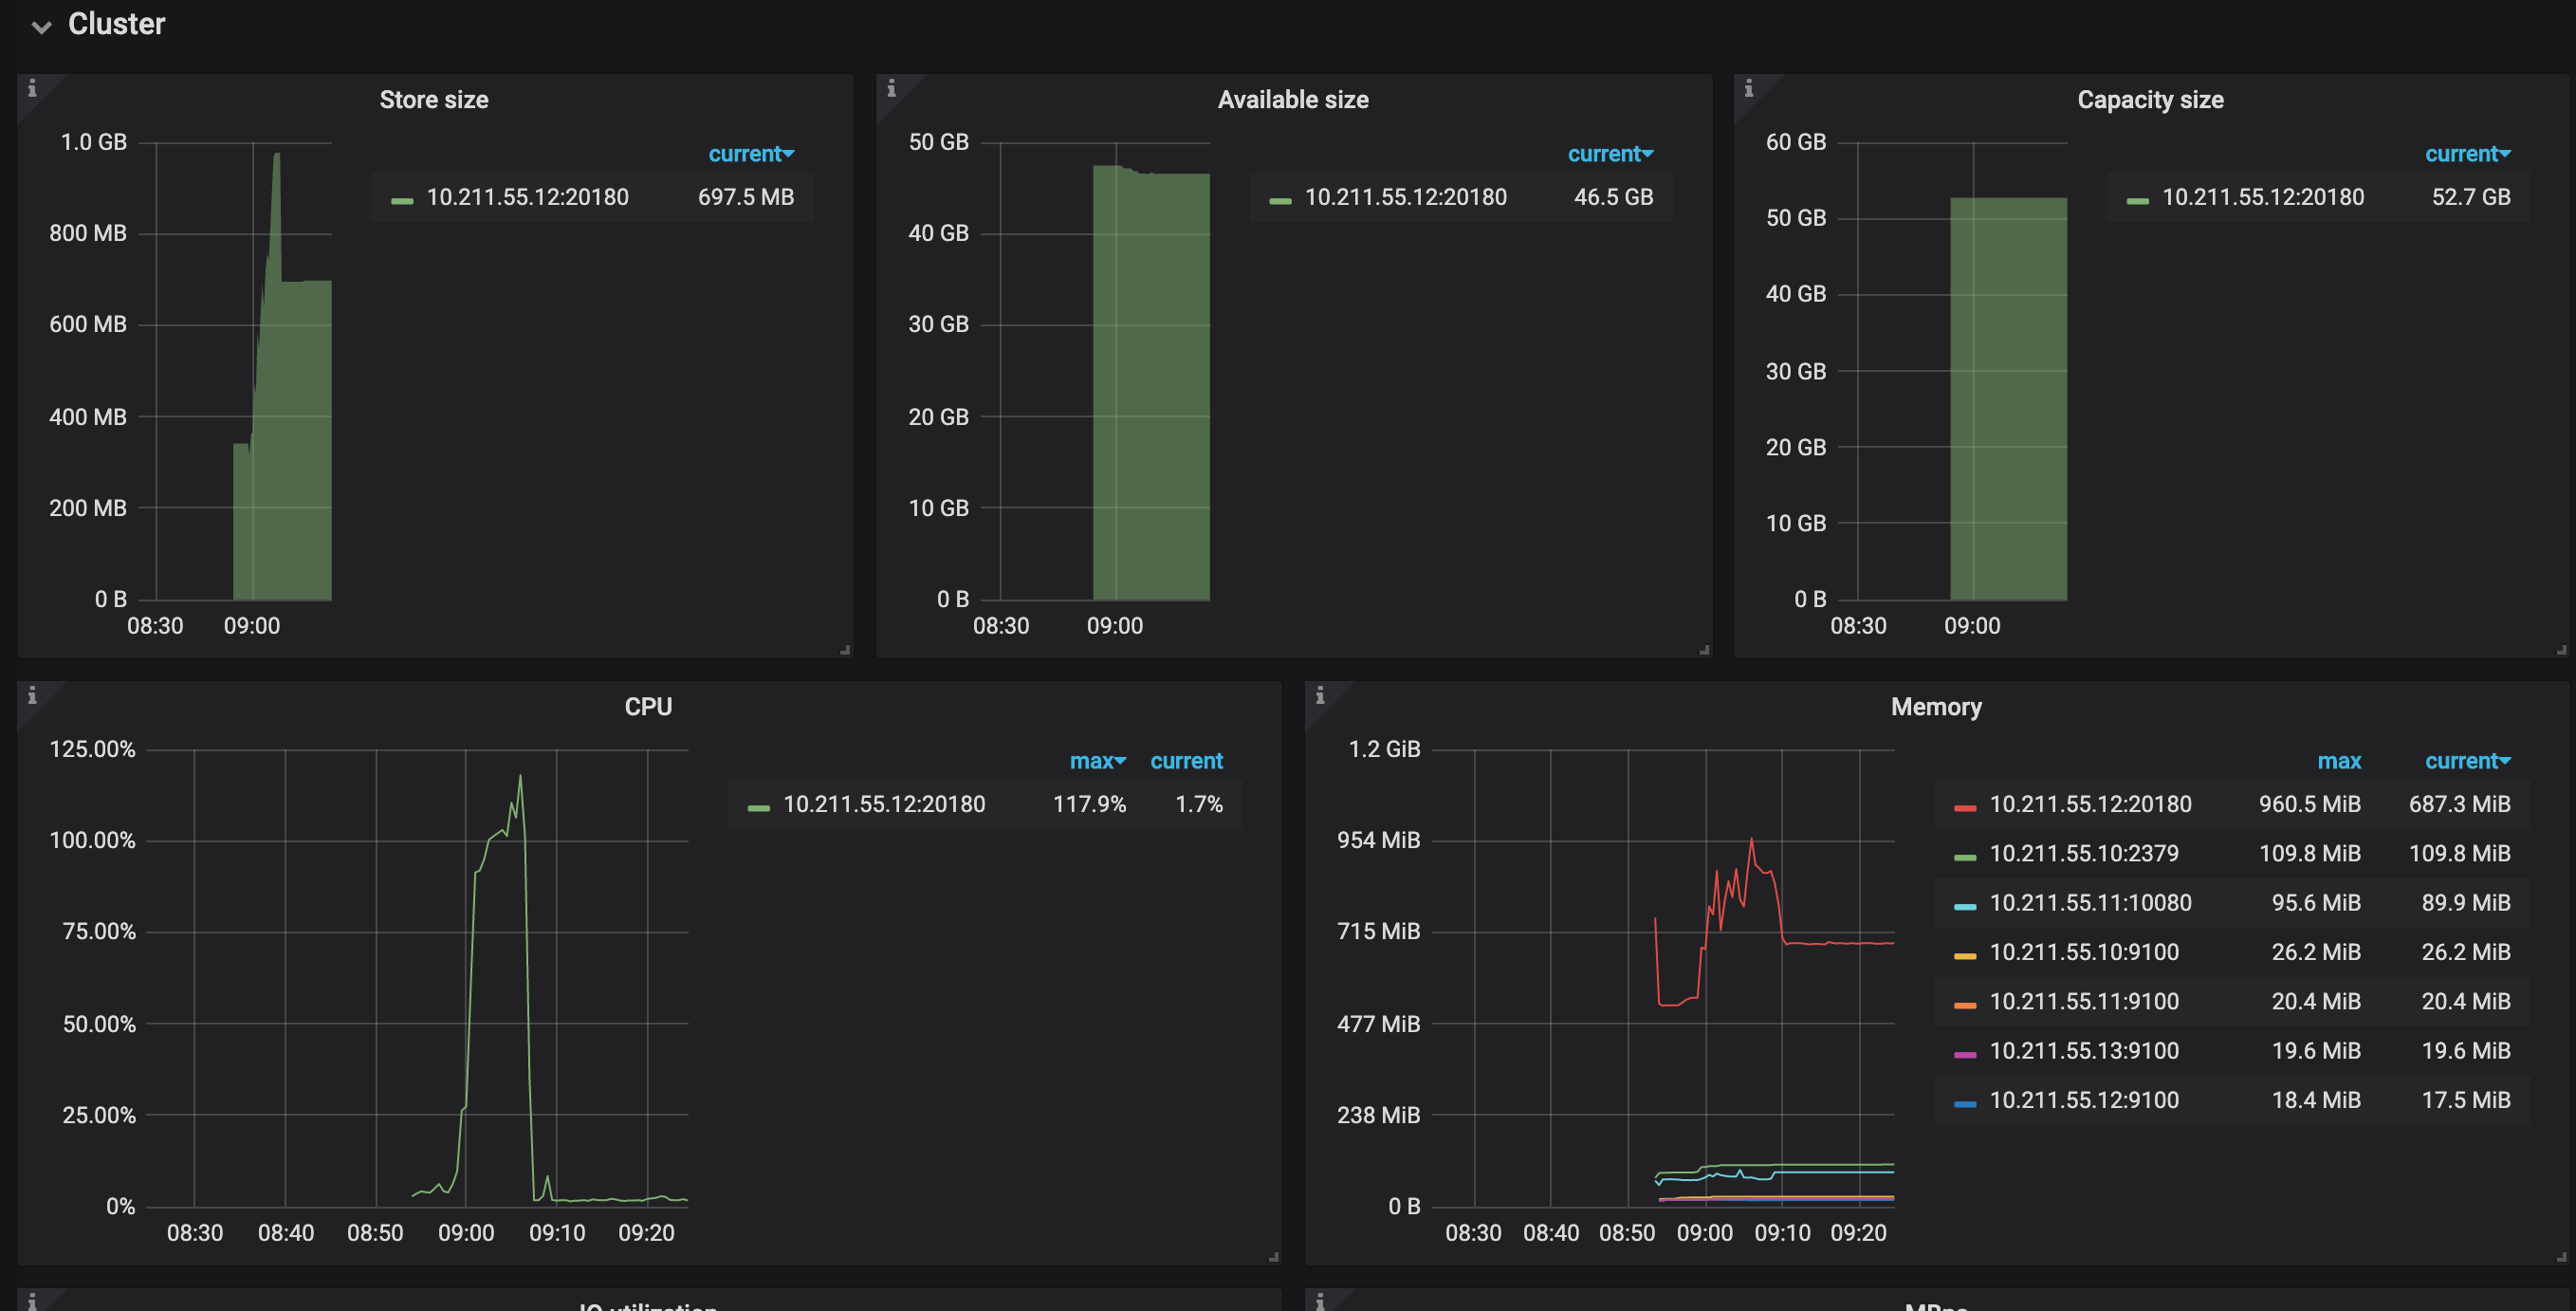 Cluster
Store size
1.0 GB
800 MB
600 MB
400 MB
200 MB
0 B
08:30 09:00
current
10.211.55.12:20180 697.5 MB
Available size
50 GB
40 GB
30 GB
20 GB
10 GB
0 B
08:30 09:00
current
10.211.55.12:20180 46.5 GB
Capacity size
60 GB
50 GB
40 GB
30 GB
20 GB
10 GB
0 B
08:30 09:00
current
10.211.55.12:20180 52.7 GB
CPU
125.00%
100.00%
75.00%
50.00%
25.00%
0%
08:30 08:40 08:50 09:00 09:10 09:20
max current
10.211.55.12:20180 117.9% 1.7%
Memory
1.2 GiB
954 MiB
715 MiB
477 MiB
238 MiB
0 B
08:30 08:40 08:50 09:00 09:10 09:20
max current
10.211.55.12:20180 960.5 MiB 687.3 MiB
10.211.55.10:2379 109.8 MiB 109.8 MiB
10.211.55.11:10080 95.6 MiB 89.9 MiB
10.211.55.10:9100 26.2 MiB 26.2 MiB
10.211.55.11:9100 20.4 MiB 20.4 MiB
10.211.55.13:9100 19.6 MiB 19.6 MiB
10.211.55.12:9100 18.4 MiB 17.5 MiB
IO utilization
MBps